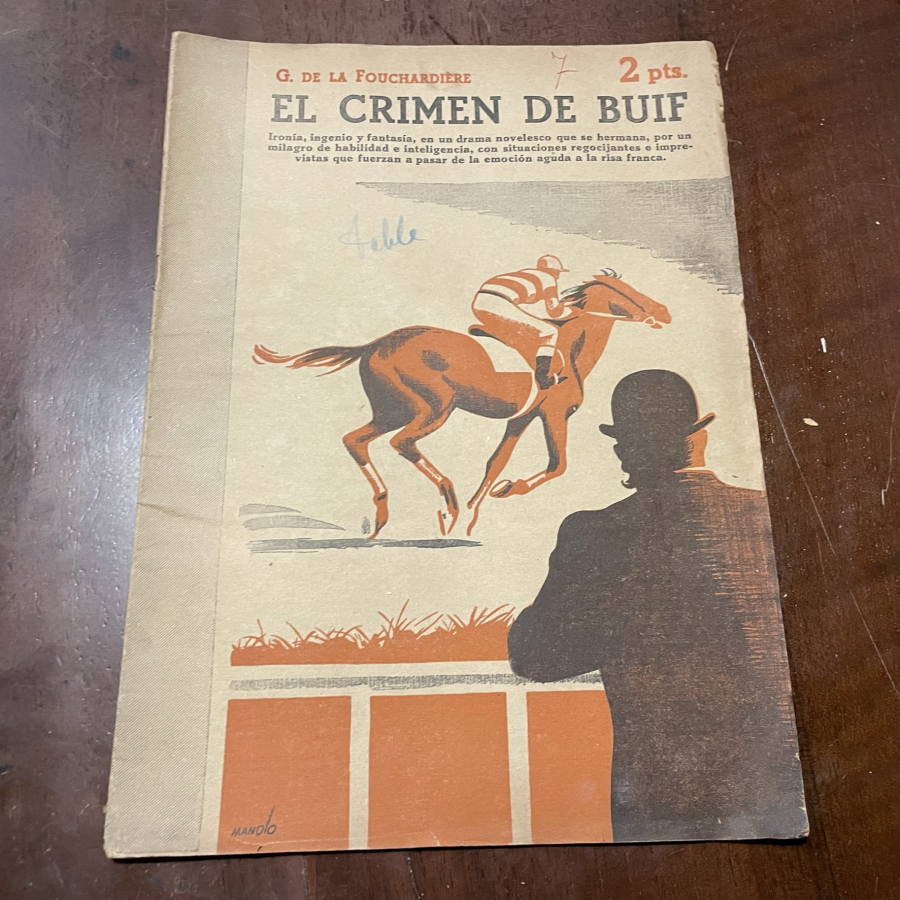 G. DE LA FOUCHARDIÈRE
7
2 pts.
EL CRIMEN DE BUIF
Ironía, ingenio y fantasía, en un drama novelesco que se hermana, por un
milagro de habilidad e inteligencia, con situaciones regocijantes e impre-
vistas que fuerzan a pasar de la emoción aguda a la risa franca.
MANOLO